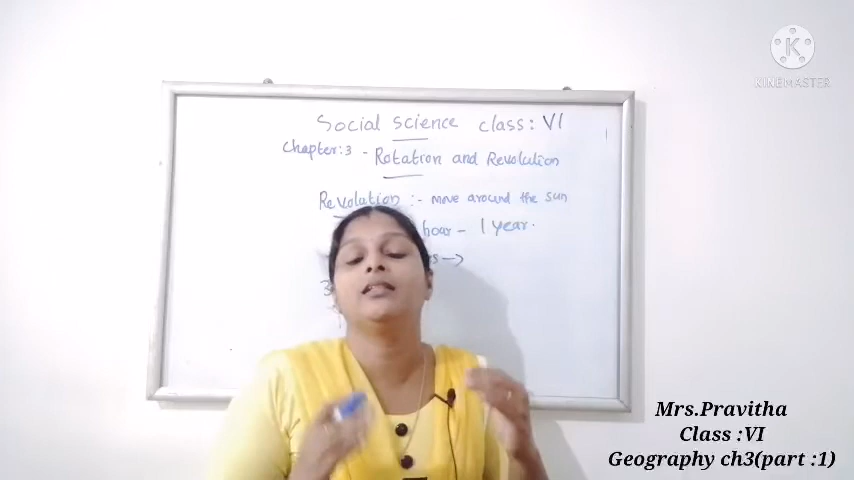 KINEMASTER
Social science class: VI
Chapter:3 - Rotation and Revolution
Revolution :- move around the sun
hour - 1 year.
3
Mrs.Pravitha
Class :VI
Geography ch3(part :1)